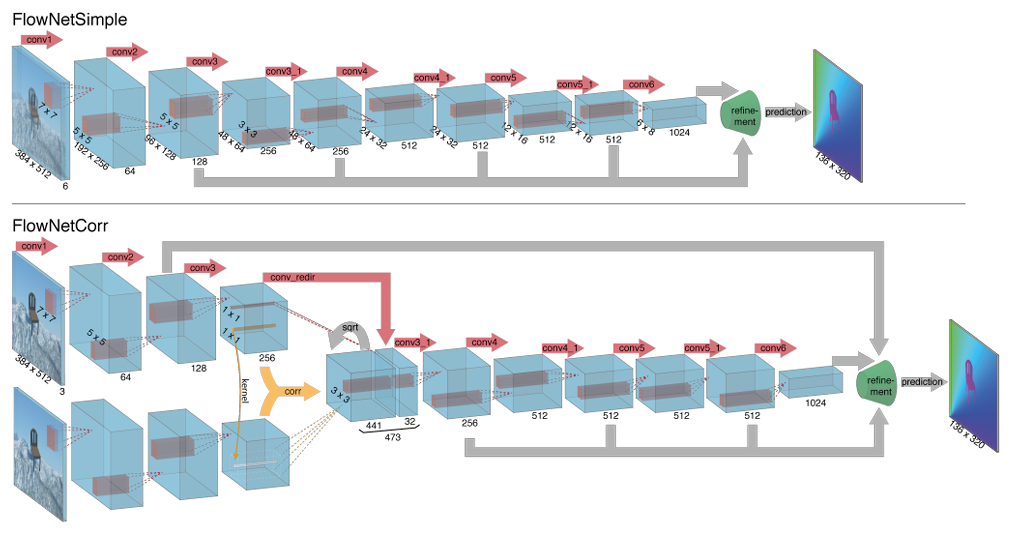 FlowNetSimple
conv1
conv2
conv3
conv3_1
conv4
conv4_1
conv5
conv5_1
conv6
7 x 7
5 x 5
5 x 5
3 x 3
384 x 512
192 x 256
96 x 128
48 x 64
48 x 64
24 x 32
24 x 32
12 x 16
12 x 16
6 x 8
6
64
128
256
256
512
512
512
512
1024
refine-
ment
prediction
136 x 320
FlowNetCorr
conv1
conv2
conv3
conv_redir
sqrt
conv3_1
conv4
conv4_1
conv5
conv5_1
conv6
7 x 7
5 x 5
1 x 1
1 x 1
384 x 512
3
64
128
256
kernel
corr
3 x 3
441
32
473
256
512
512
512
512
1024
refine-
ment
prediction
136 x 320